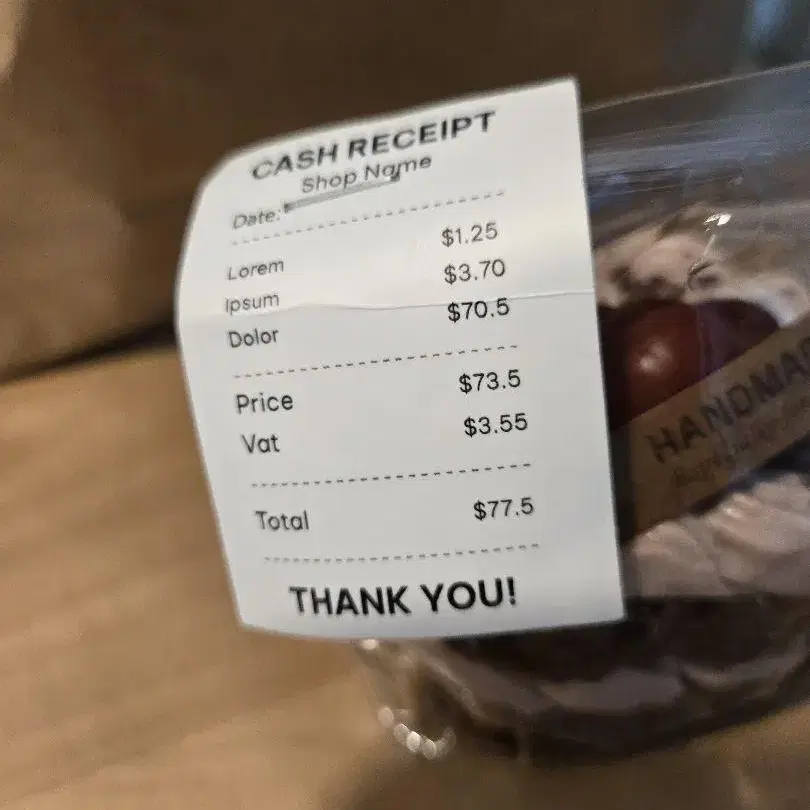 CASH RECEIPT
Shop Name
Date:
Lorem $1.25
Ipsum $3.70
Dolor $70.5
Price $73.5
Vat $3.55
Total $77.5
THANK YOU!
HANDMA